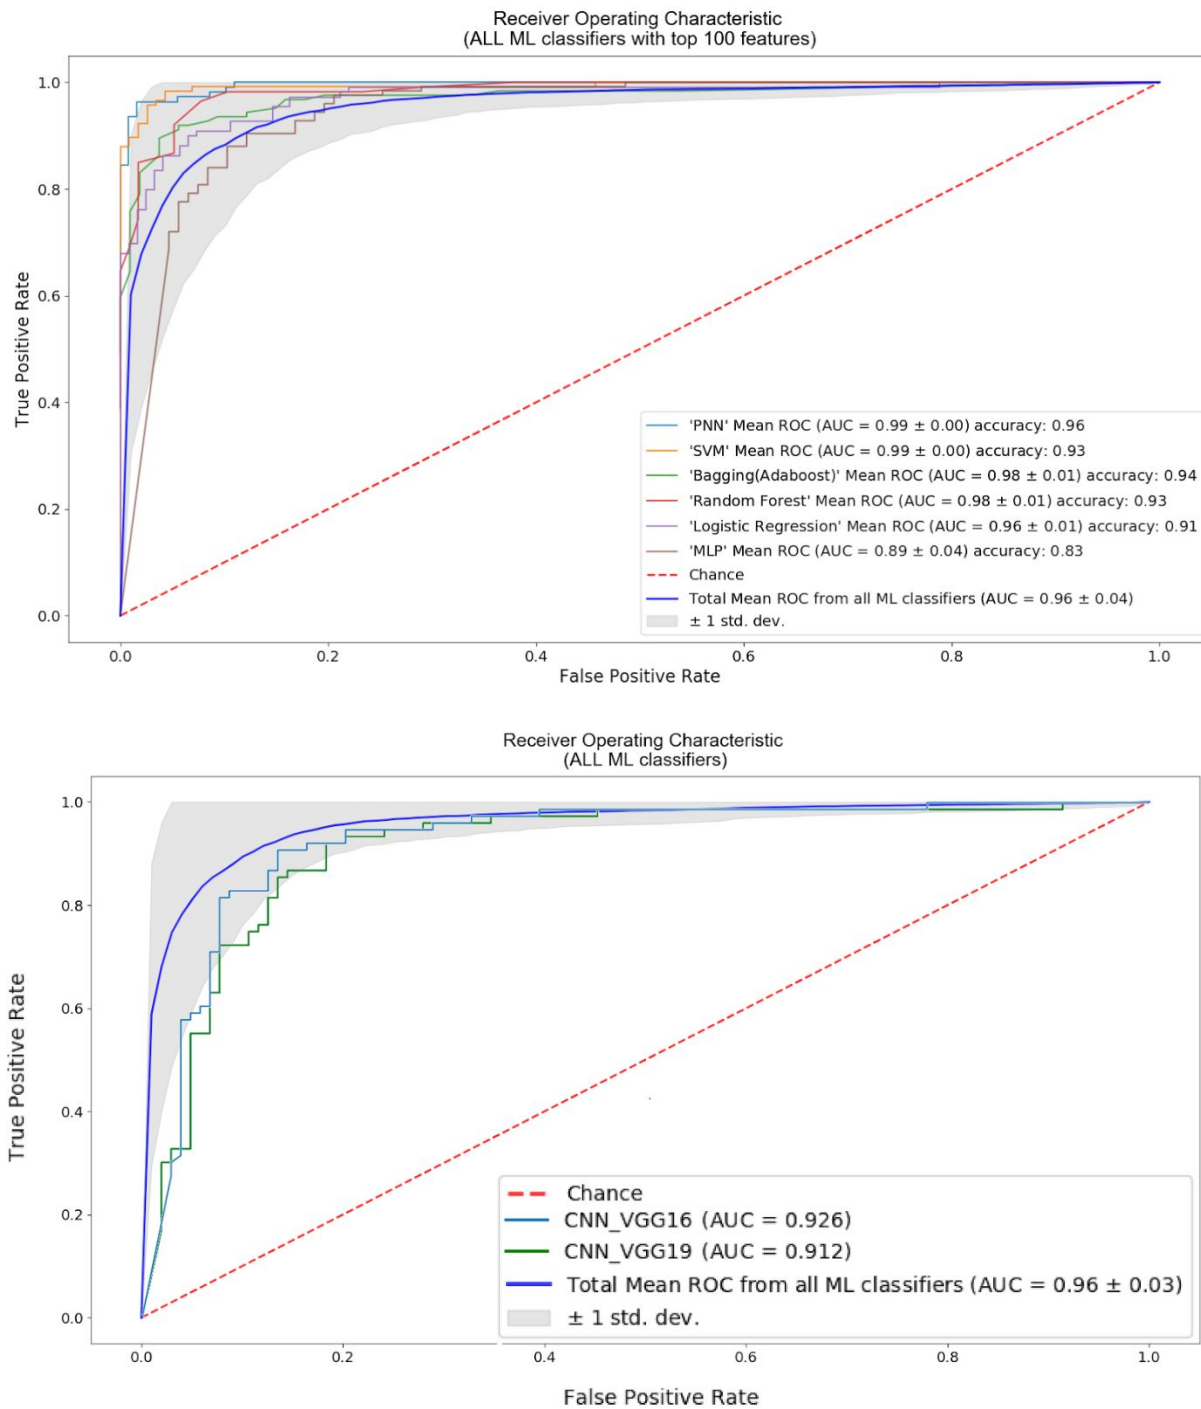 Receiver Operating Characteristic
(ALL ML classifiers with top 100 features)
1.0
0.8
0.6
0.4
0.2
0.0
True Positive Rate
'PNN' Mean ROC (AUC = 0.99 ± 0.00) accuracy: 0.96
'SVM' Mean ROC (AUC = 0.99 ± 0.00) accuracy: 0.93
'Bagging(Adaboost)' Mean ROC (AUC = 0.98 ± 0.01) accuracy: 0.94
'Random Forest' Mean ROC (AUC = 0.98 ± 0.01) accuracy: 0.93
'Logistic Regression' Mean ROC (AUC = 0.96 ± 0.01) accuracy: 0.91
'MLP' Mean ROC (AUC = 0.89 ± 0.04) accuracy: 0.83
Chance
Total Mean ROC from all ML classifiers (AUC = 0.96 ± 0.04)
± 1 std. dev.
0.0 0.2 0.4 0.6 0.8 1.0
False Positive Rate
Receiver Operating Characteristic
(ALL ML classifiers)
1.0
0.8
0.6
0.4
0.2
0.0
True Positive Rate
Chance
CNN_VGG16 (AUC = 0.926)
CNN_VGG19 (AUC = 0.912)
Total Mean ROC from all ML classifiers (AUC = 0.96 ± 0.03)
± 1 std. dev.
0.0 0.2 0.4 0.6 0.8 1.0
False Positive Rate